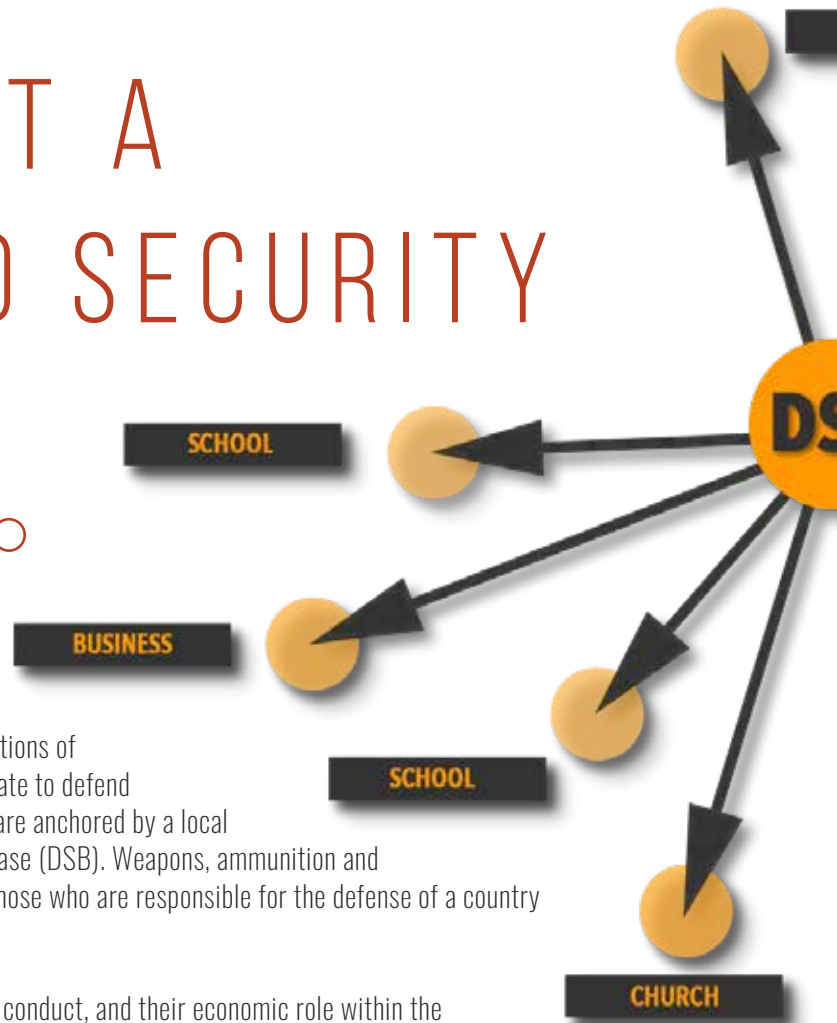 T A
D SECURITY
DS
SCHOOL
BUSINESS
SCHOOL
tions of
ate to defend
are anchored by a local
ase (DSB). Weapons, ammunition and
hose who are responsible for the defense of a country
CHURCH
conduct, and their economic role within the